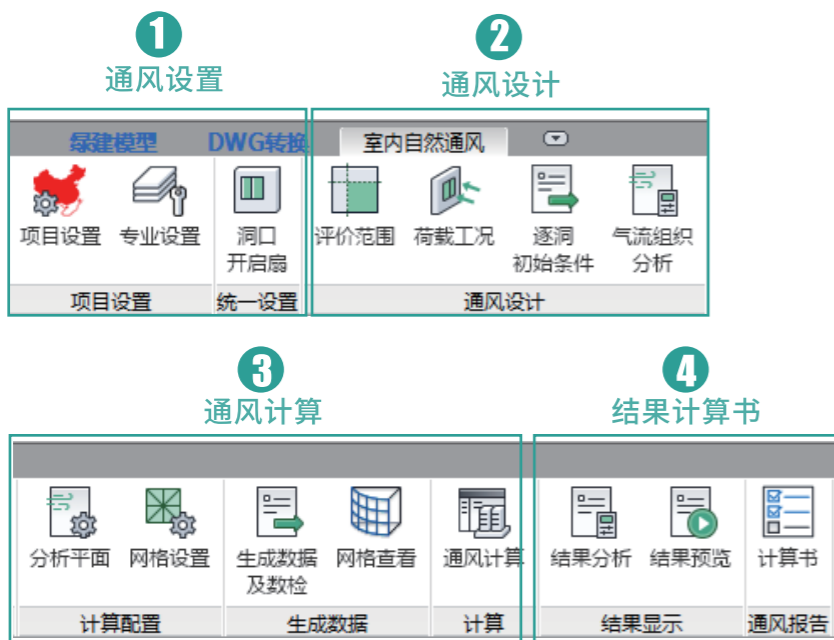 1
通风设置
2
通风设计
绿建模型 DWG转换 室内自然通风
项目设置 专业设置 洞口 评价范围 荷载工况 逐洞 气流组织
开启扇 初始条件 分析
项目设置 统一设置 通风设计
3
通风计算
4
结果计算书
分析平面 网格设置 生成数据 网格查看 通风计算 结果分析 结果预览 计算书
及数检
计算配置 生成数据 计算 结果显示 通风报告